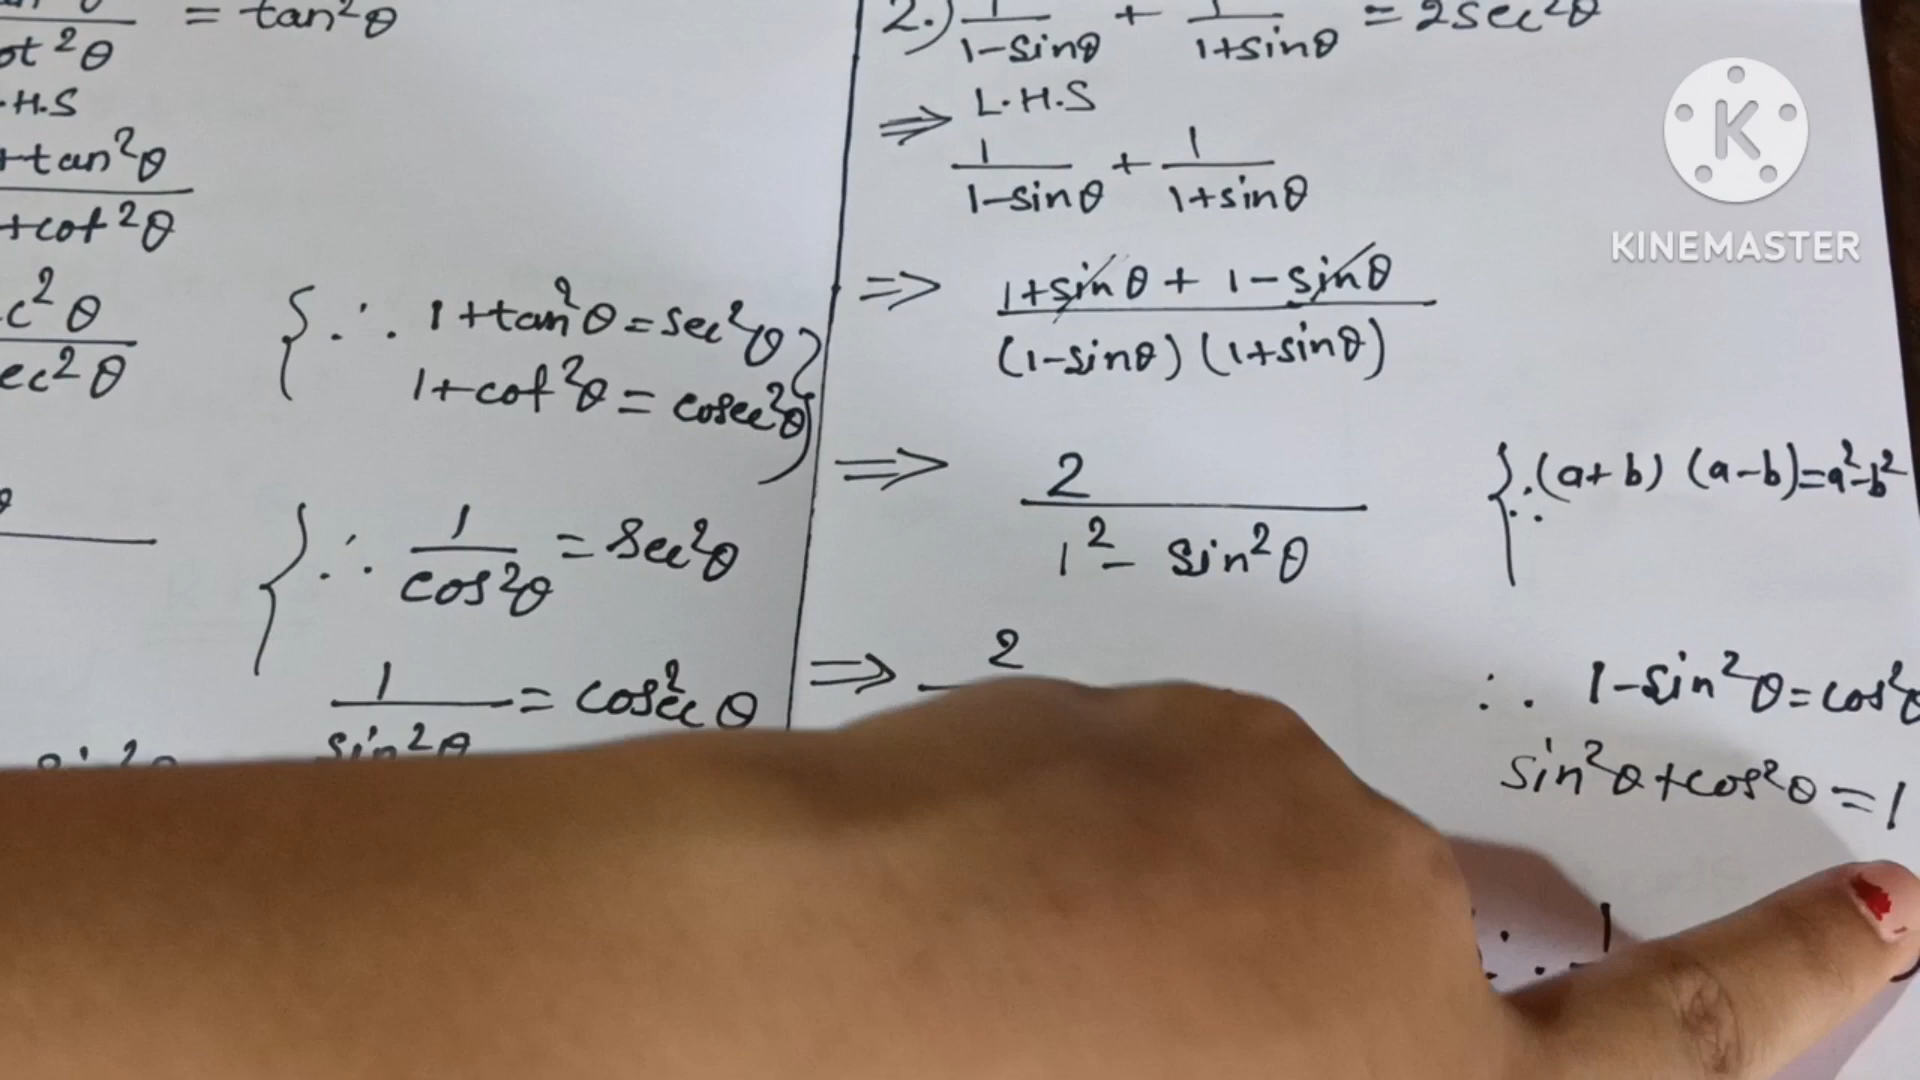 = tan²θ
ot²θ
.H.S
+tan²θ
+cot²θ
c²θ
ec²θ
{ ∴ 1+tan²θ=sec²θ
1+cot²θ = cosec²θ }
{ ∴ 1/cos²θ = sec²θ
1/sin²θ = cosec²θ
2.) 1/1-sinθ + 1/1+sinθ = 2sec²θ
⇒ L.H.S
1/1-sinθ + 1/1+sinθ
⇒ 1+sinθ + 1-sinθ
(1-sinθ) (1+sinθ)
⇒ 2
1² - sin²θ
{ ∵ (a+b) (a-b)=a²-b²
⇒ 2
∴ 1-sin²θ=cos²θ
sin²θ+cos²θ=1
KINEMASTER